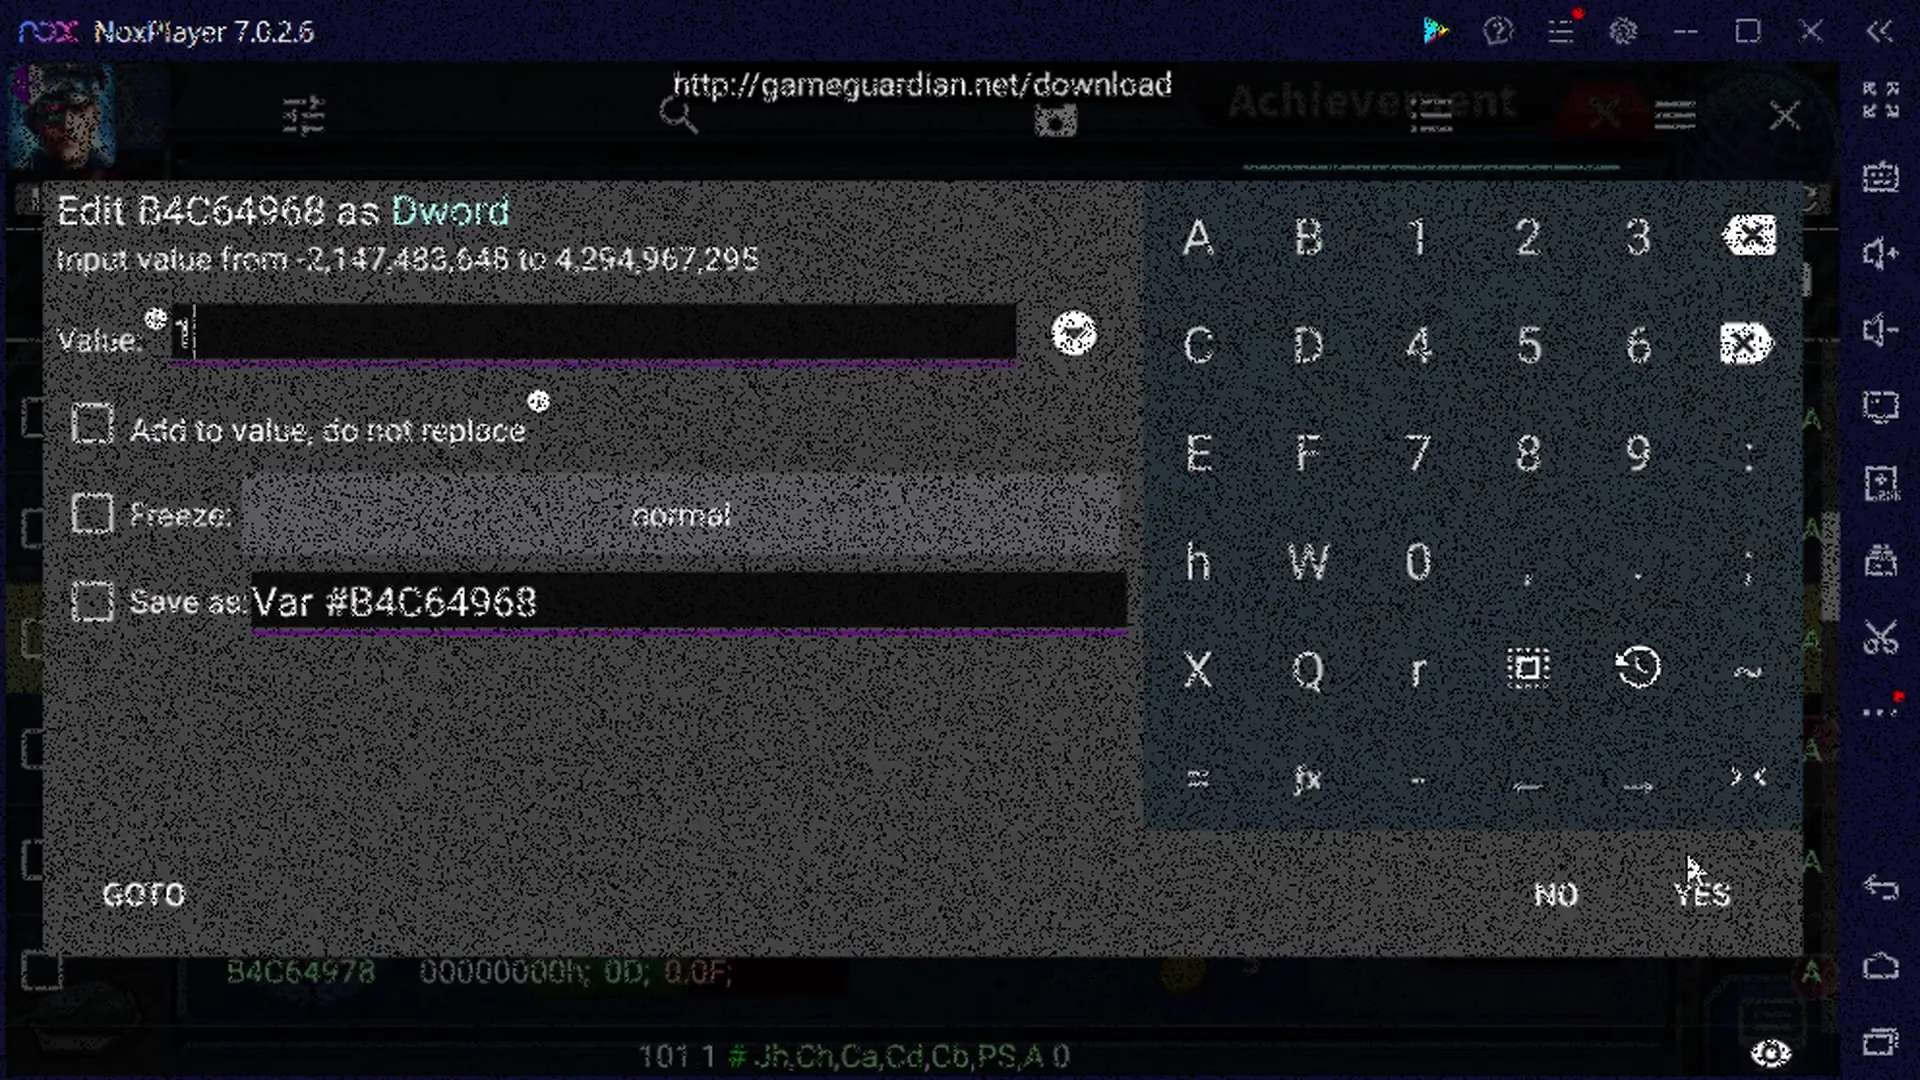 NoxPlayer 7.0.2.6
http://gameguardian.net/download
Achievement
Edit B4C64968 as Dword
Input value from -2,147,483,648 to 4,294,967,295
Value: 1
Add to value, do not replace
Freeze: normal
Save as: Var #B4C64968
A B 1 2 3
C D 4 5 6
E F 7 8 9 :
h W 0 , . ;
X Q r ~
= fx -
GOTO NO YES
B4C64978 00000000h; 0D; 0.0F;
101 1 # Jh,Ch,Ca,Cd,Cb,PS,A 0